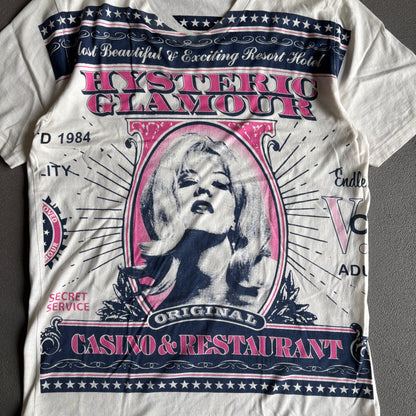 Most Beautiful & Exciting Resort Hotel
HYSTERIC
GLAMOUR
D 1984
ITY
Endle
V
ADU
SECRET
SERVICE
ORIGINAL
CASINO & RESTAURANT